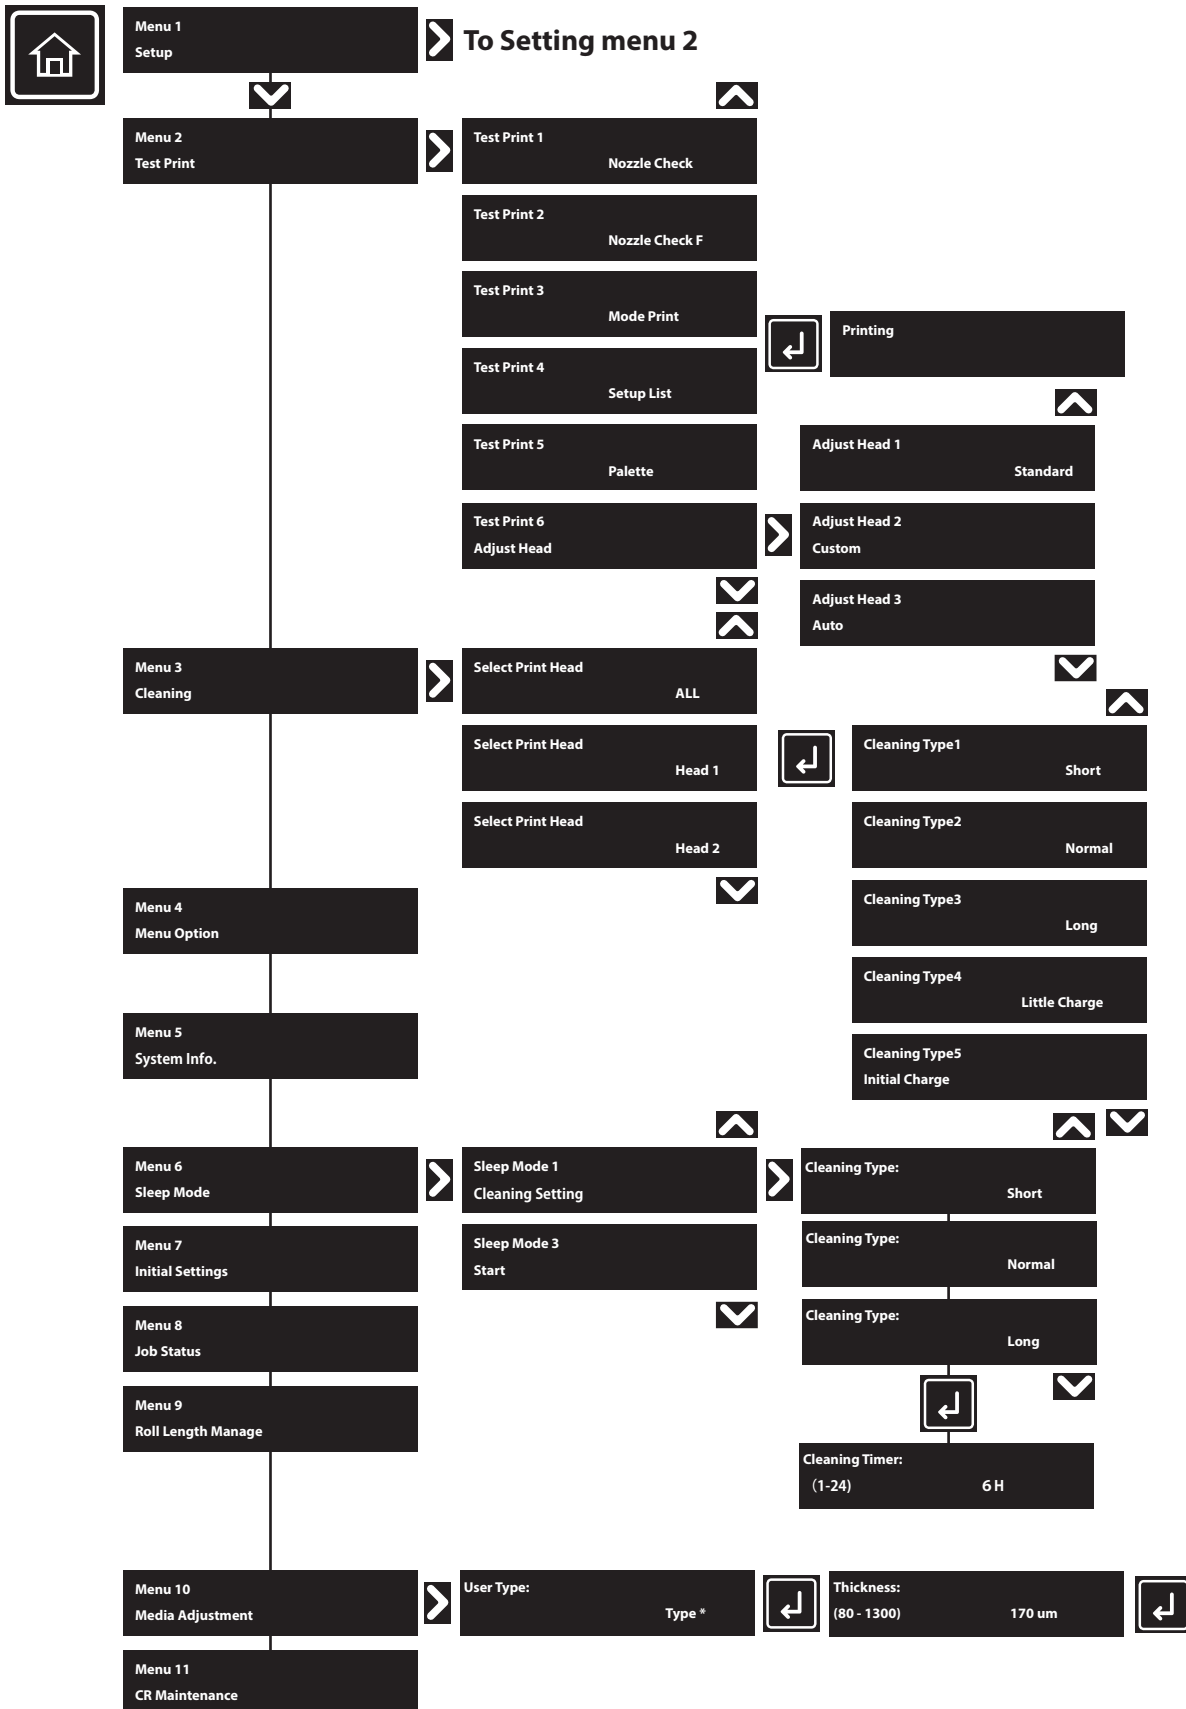 Menu 1
Setup
To Setting menu 2
Menu 2
Test Print
Test Print 1
Nozzle Check
Test Print 2
Nozzle Check F
Test Print 3
Mode Print
Printing
Test Print 4
Setup List
Test Print 5
Palette
Adjust Head 1
Standard
Test Print 6
Adjust Head
Adjust Head 2
Custom
Adjust Head 3
Auto
Menu 3
Cleaning
Select Print Head
ALL
Select Print Head
Head 1
Cleaning Type1
Short
Select Print Head
Head 2
Cleaning Type2
Normal
Cleaning Type3
Long
Menu 4
Menu Option
Cleaning Type4
Little Charge
Menu 5
System Info.
Cleaning Type5
Initial Charge
Menu 6
Sleep Mode
Sleep Mode 1
Cleaning Setting
Cleaning Type:
Short
Menu 7
Initial Settings
Sleep Mode 3
Start
Cleaning Type:
Normal
Menu 8
Job Status
Cleaning Type:
Long
Menu 9
Roll Length Manage
Cleaning Timer:
(1-24) 6 H
Menu 10
Media Adjustment
User Type:
Type *
Thickness:
(80 - 1300) 170 um
Menu 11
CR Maintenance